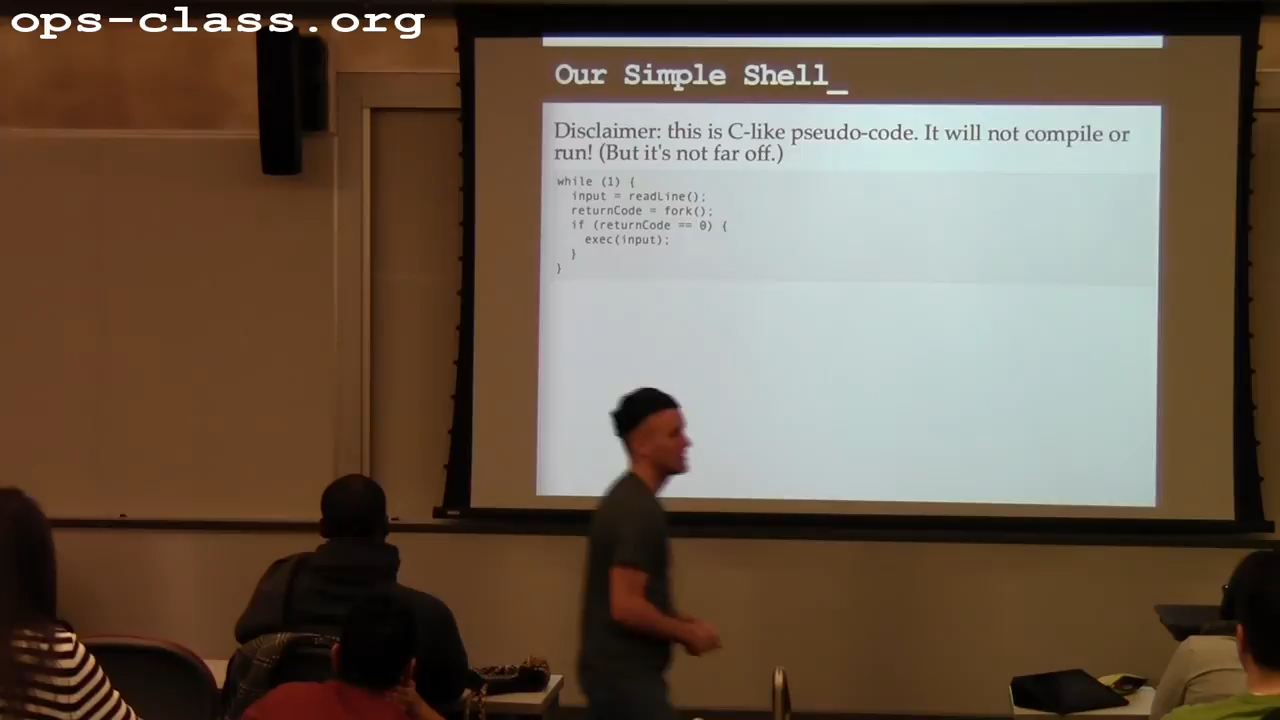 ops-class.org
Our Simple Shell_
Disclaimer: this is C-like pseudo-code. It will not compile or
run! (But it's not far off.)
while (1) {
input = readLine();
returnCode = fork();
if (returnCode == 0) {
exec(input);
}
}